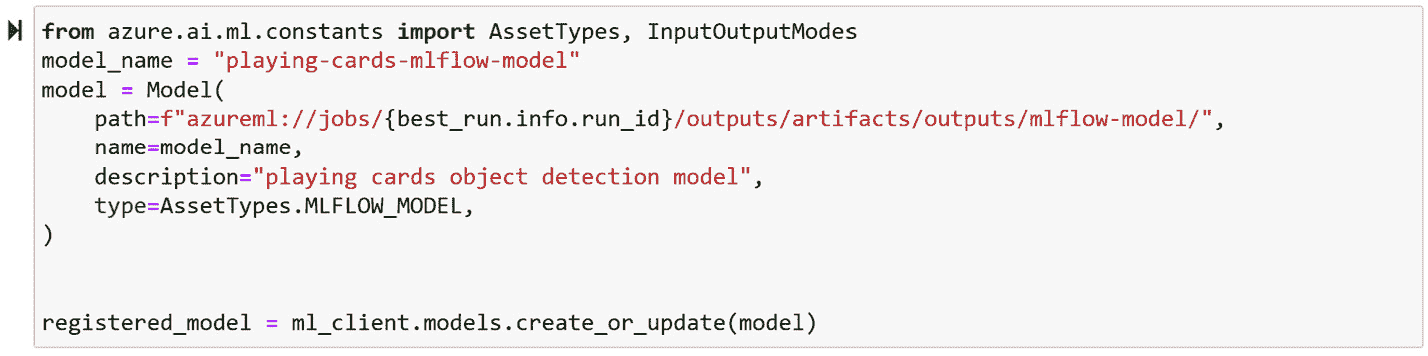 from azure.ai.ml.constants import AssetTypes, InputOutputModes
model_name = "playing-cards-mlflow-model"
model = Model(
    path=f"azureml://jobs/{best_run.info.run_id}/outputs/artifacts/outputs/mlflow-model/",
    name=model_name,
    description="playing cards object detection model",
    type=AssetTypes.MLFLOW_MODEL,
)
registered_model = ml_client.models.create_or_update(model)